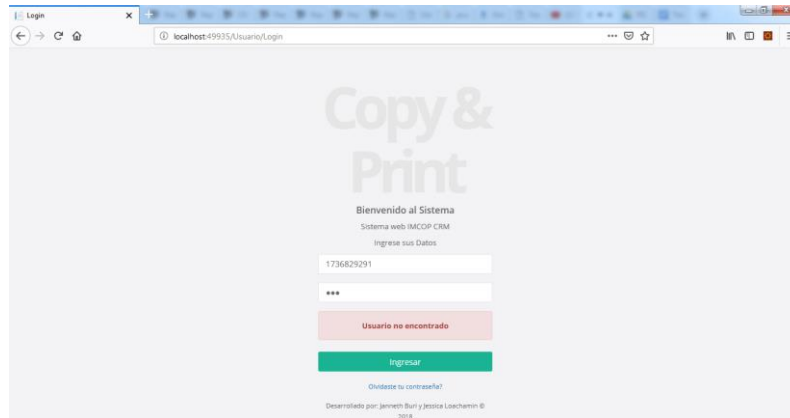 Login
localhost:49935/Usuario/Login
Copy &
Print
Bienvenido al Sistema
Sistema web IMCOP CRM
Ingrese sus Datos
1736829291
Usuario no encontrado
Ingresar
Olvidaste tu contraseña?
Desarrollado por: Janneth Buri y Jessica Loachamin ©
2018